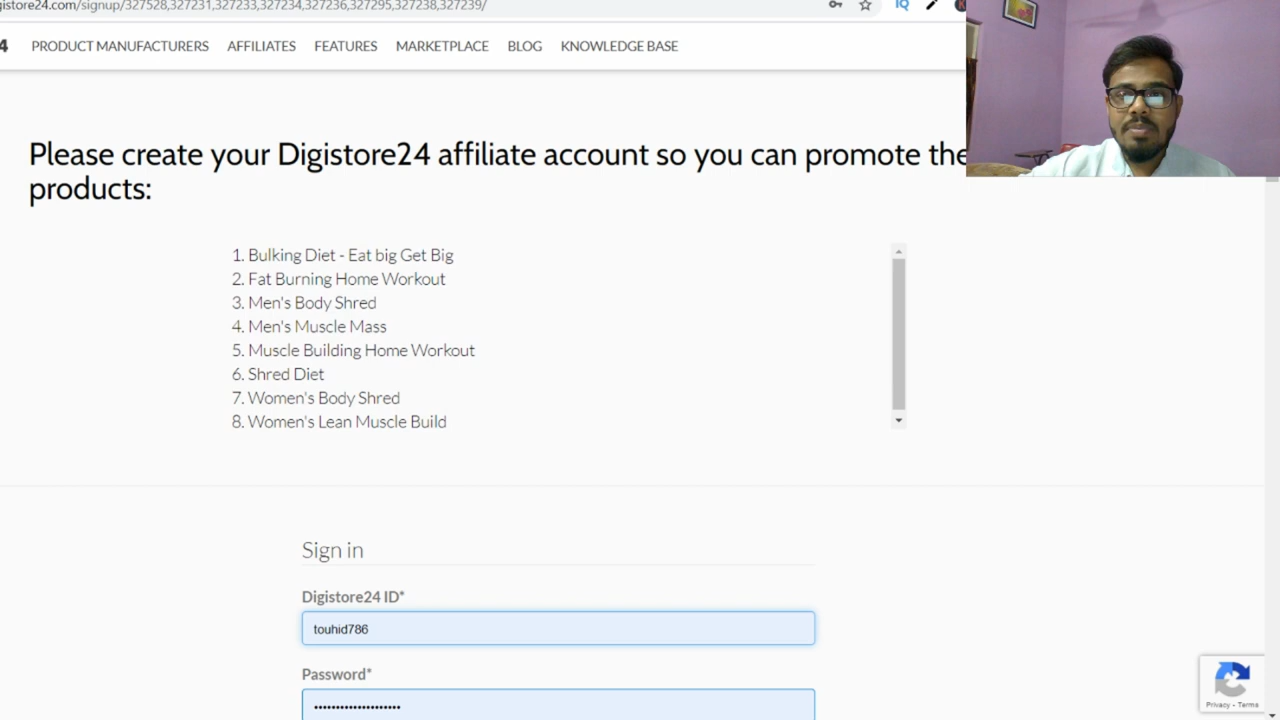 gistore24.com/signup/327528,327231,327233,327234,327236,327295,327238,327239/
IQ
K
4 PRODUCT MANUFACTURERS AFFILIATES FEATURES MARKETPLACE BLOG KNOWLEDGE BASE
Please create your Digistore24 affiliate account so you can promote the
products:
1. Bulking Diet - Eat big Get Big
2. Fat Burning Home Workout
3. Men's Body Shred
4. Men's Muscle Mass
5. Muscle Building Home Workout
6. Shred Diet
7. Women's Body Shred
8. Women's Lean Muscle Build
Sign in
Digistore24 ID*
touhid786
Password*
Privacy - Terms